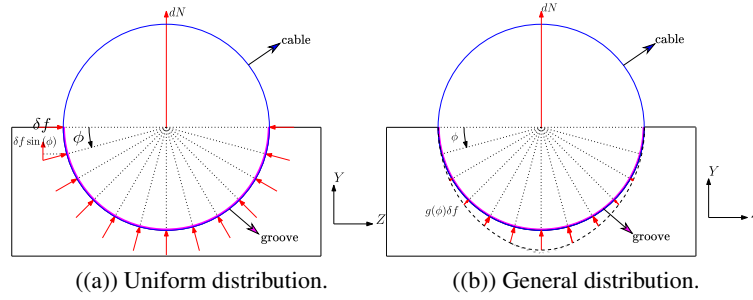 dN
cable
δf
ϕ
δf sin(ϕ)
groove
Y
Z
((a)) Uniform distribution.
dN
cable
ϕ
g(ϕ)δf
groove
Y
((b)) General distribution.